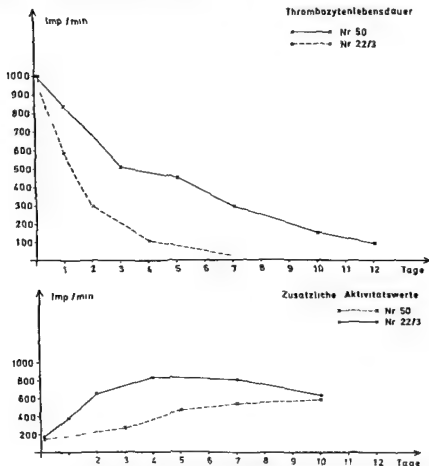 Imp/min
Thrombozytenlebensdauer
Nr 50
Nr 22/3
1000
900
800
700
600
500
400
300
200
100
1 2 3 4 5 6 7 8 9 10 11 12 Tage
Imp/min
Zusatzliche Aktivitatswerte
Nr 50
Nr 22/3
1000
800
600
400
200
2 3 4 5 6 7 8 9 10 11 12 Tage